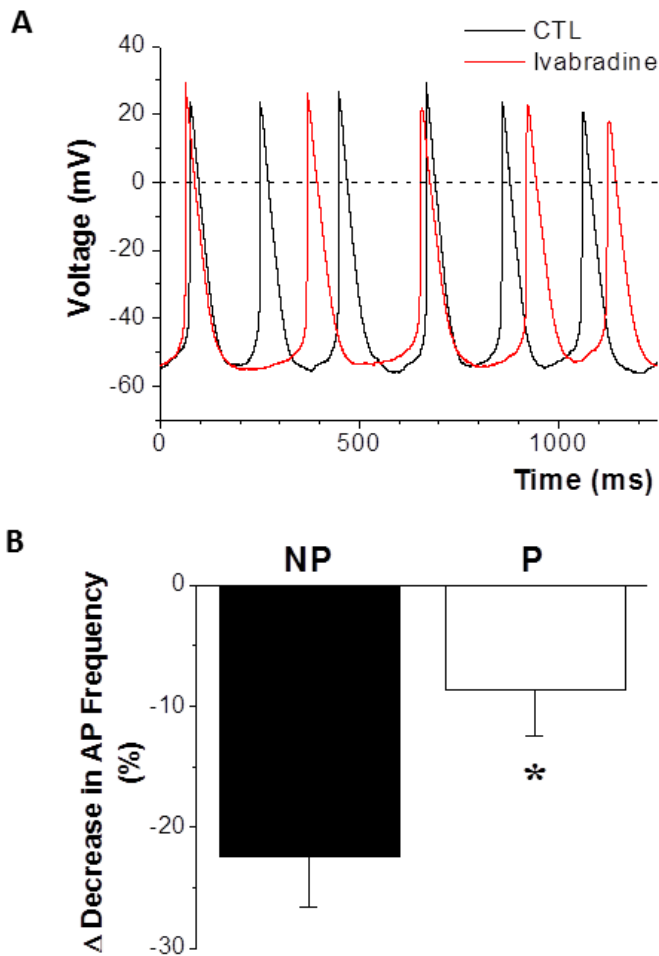 A
CTL
Ivabradine
40
20
0
-20
-40
-60
Voltage (mV)
0
500
1000
Time (ms)
B
NP
P
0
-10
-20
-30
Δ Decrease in AP Frequency
(%)
*